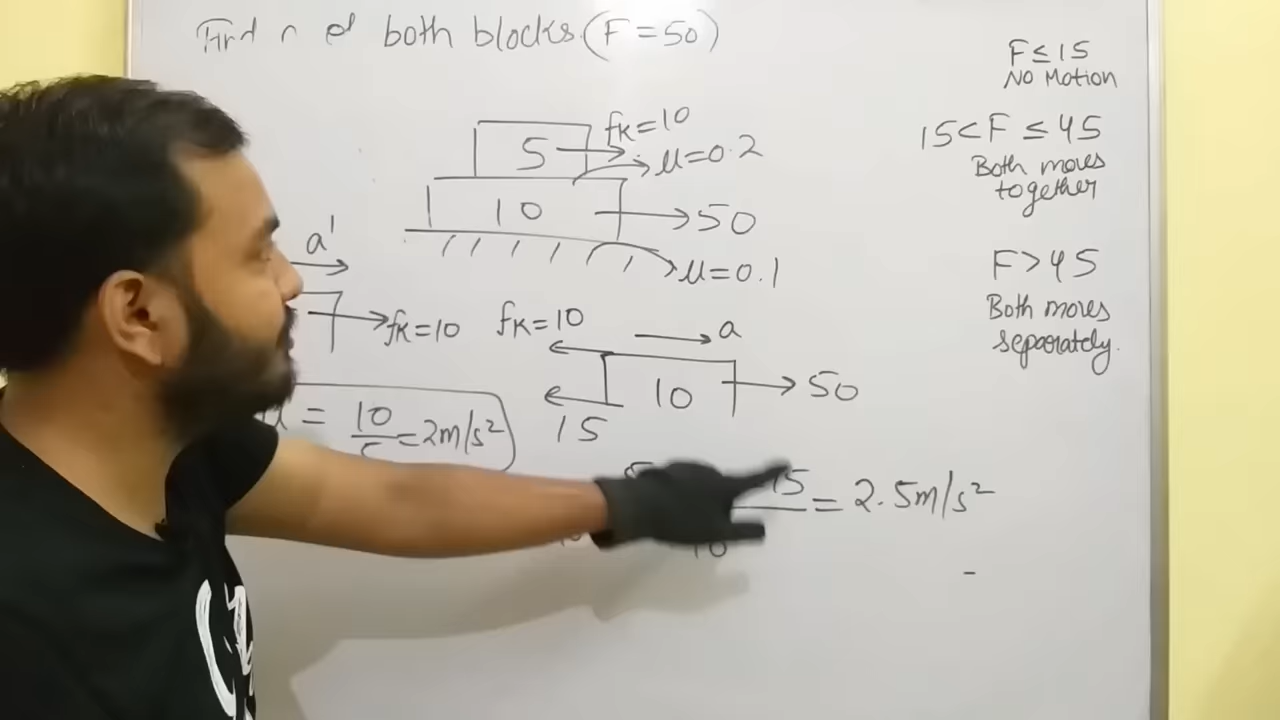 Find a of both blocks (F = 50)
F ≤ 15
No Motion
15 < F ≤ 45
Both moves
together
F > 45
Both moves
separately.
fk = 10
5
μ = 0.2
10
50
μ = 0.1
a'
fk = 10
fk = 10
a
10
50
15
= 10/5 = 2m/s²
15
= 2.5m/s²
10